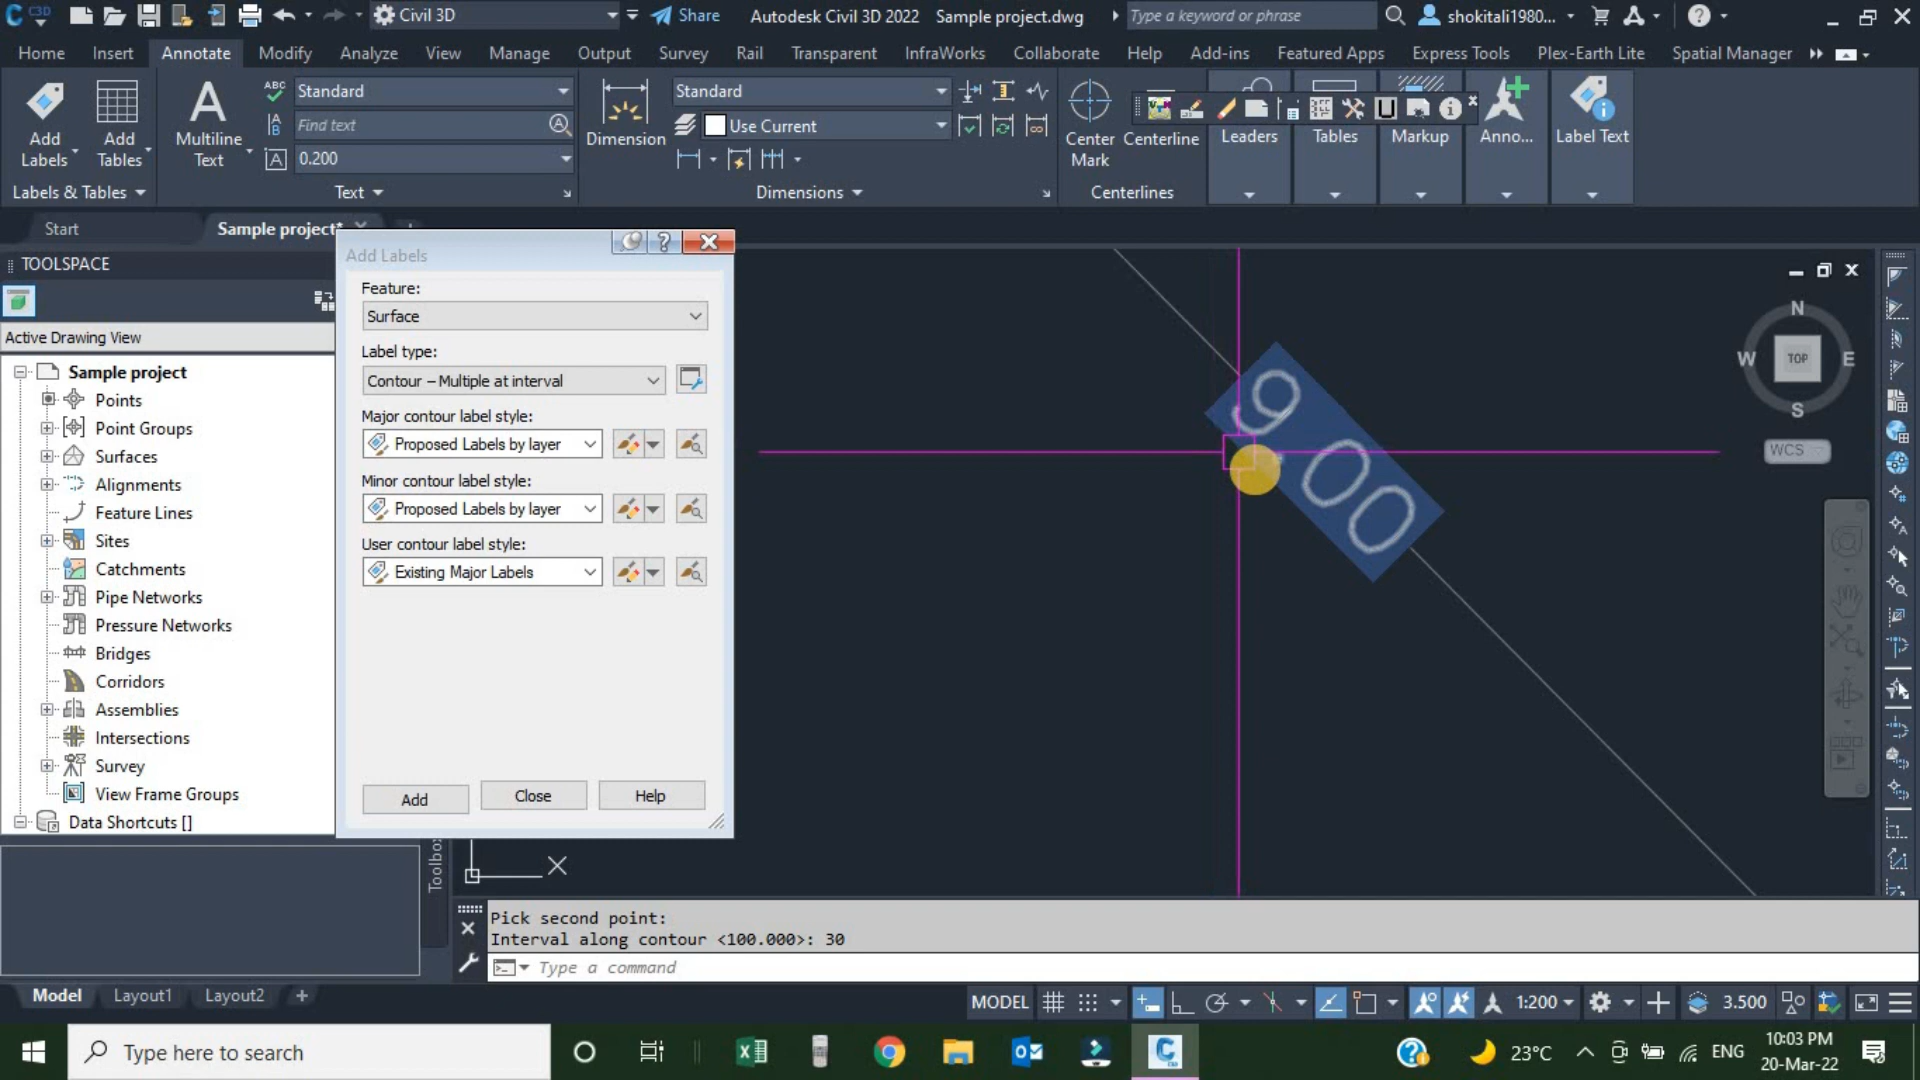 C3D
Civil 3D
Share
Autodesk Civil 3D 2022 Sample project.dwg
Type a keyword or phrase
shokitali1980...
Home Insert Annotate Modify Analyze View Manage Output Survey Rail Transparent InfraWorks Collaborate Help Add-ins Featured Apps Express Tools Plex-Earth Lite Spatial Manager
Add Labels
Add Tables
Labels & Tables
Multiline Text
ABC
Standard
Find text
0.200
Text
Dimension
Standard
Use Current
Dimensions
Center Mark
Centerline
Centerlines
Leaders
Tables
Markup
Anno...
Label Text
Start
Sample project*
TOOLSPACE
Active Drawing View
Sample project
Points
Point Groups
Surfaces
Alignments
Feature Lines
Sites
Catchments
Pipe Networks
Pressure Networks
Bridges
Corridors
Assemblies
Intersections
Survey
View Frame Groups
Data Shortcuts []
Toolbo
Add Labels
Feature:
Surface
Label type:
Contour – Multiple at interval
Major contour label style:
Proposed Labels by layer
Minor contour label style:
Proposed Labels by layer
User contour label style:
Existing Major Labels
Add
Close
Help
9 00
N
W
TOP
E
S
WCS
X
Pick second point:
Interval along contour <100.000>: 30
Type a command
Model
Layout1
Layout2
MODEL
1:200
3.500
Type here to search
23°C
ENG
10:03 PM
20-Mar-22